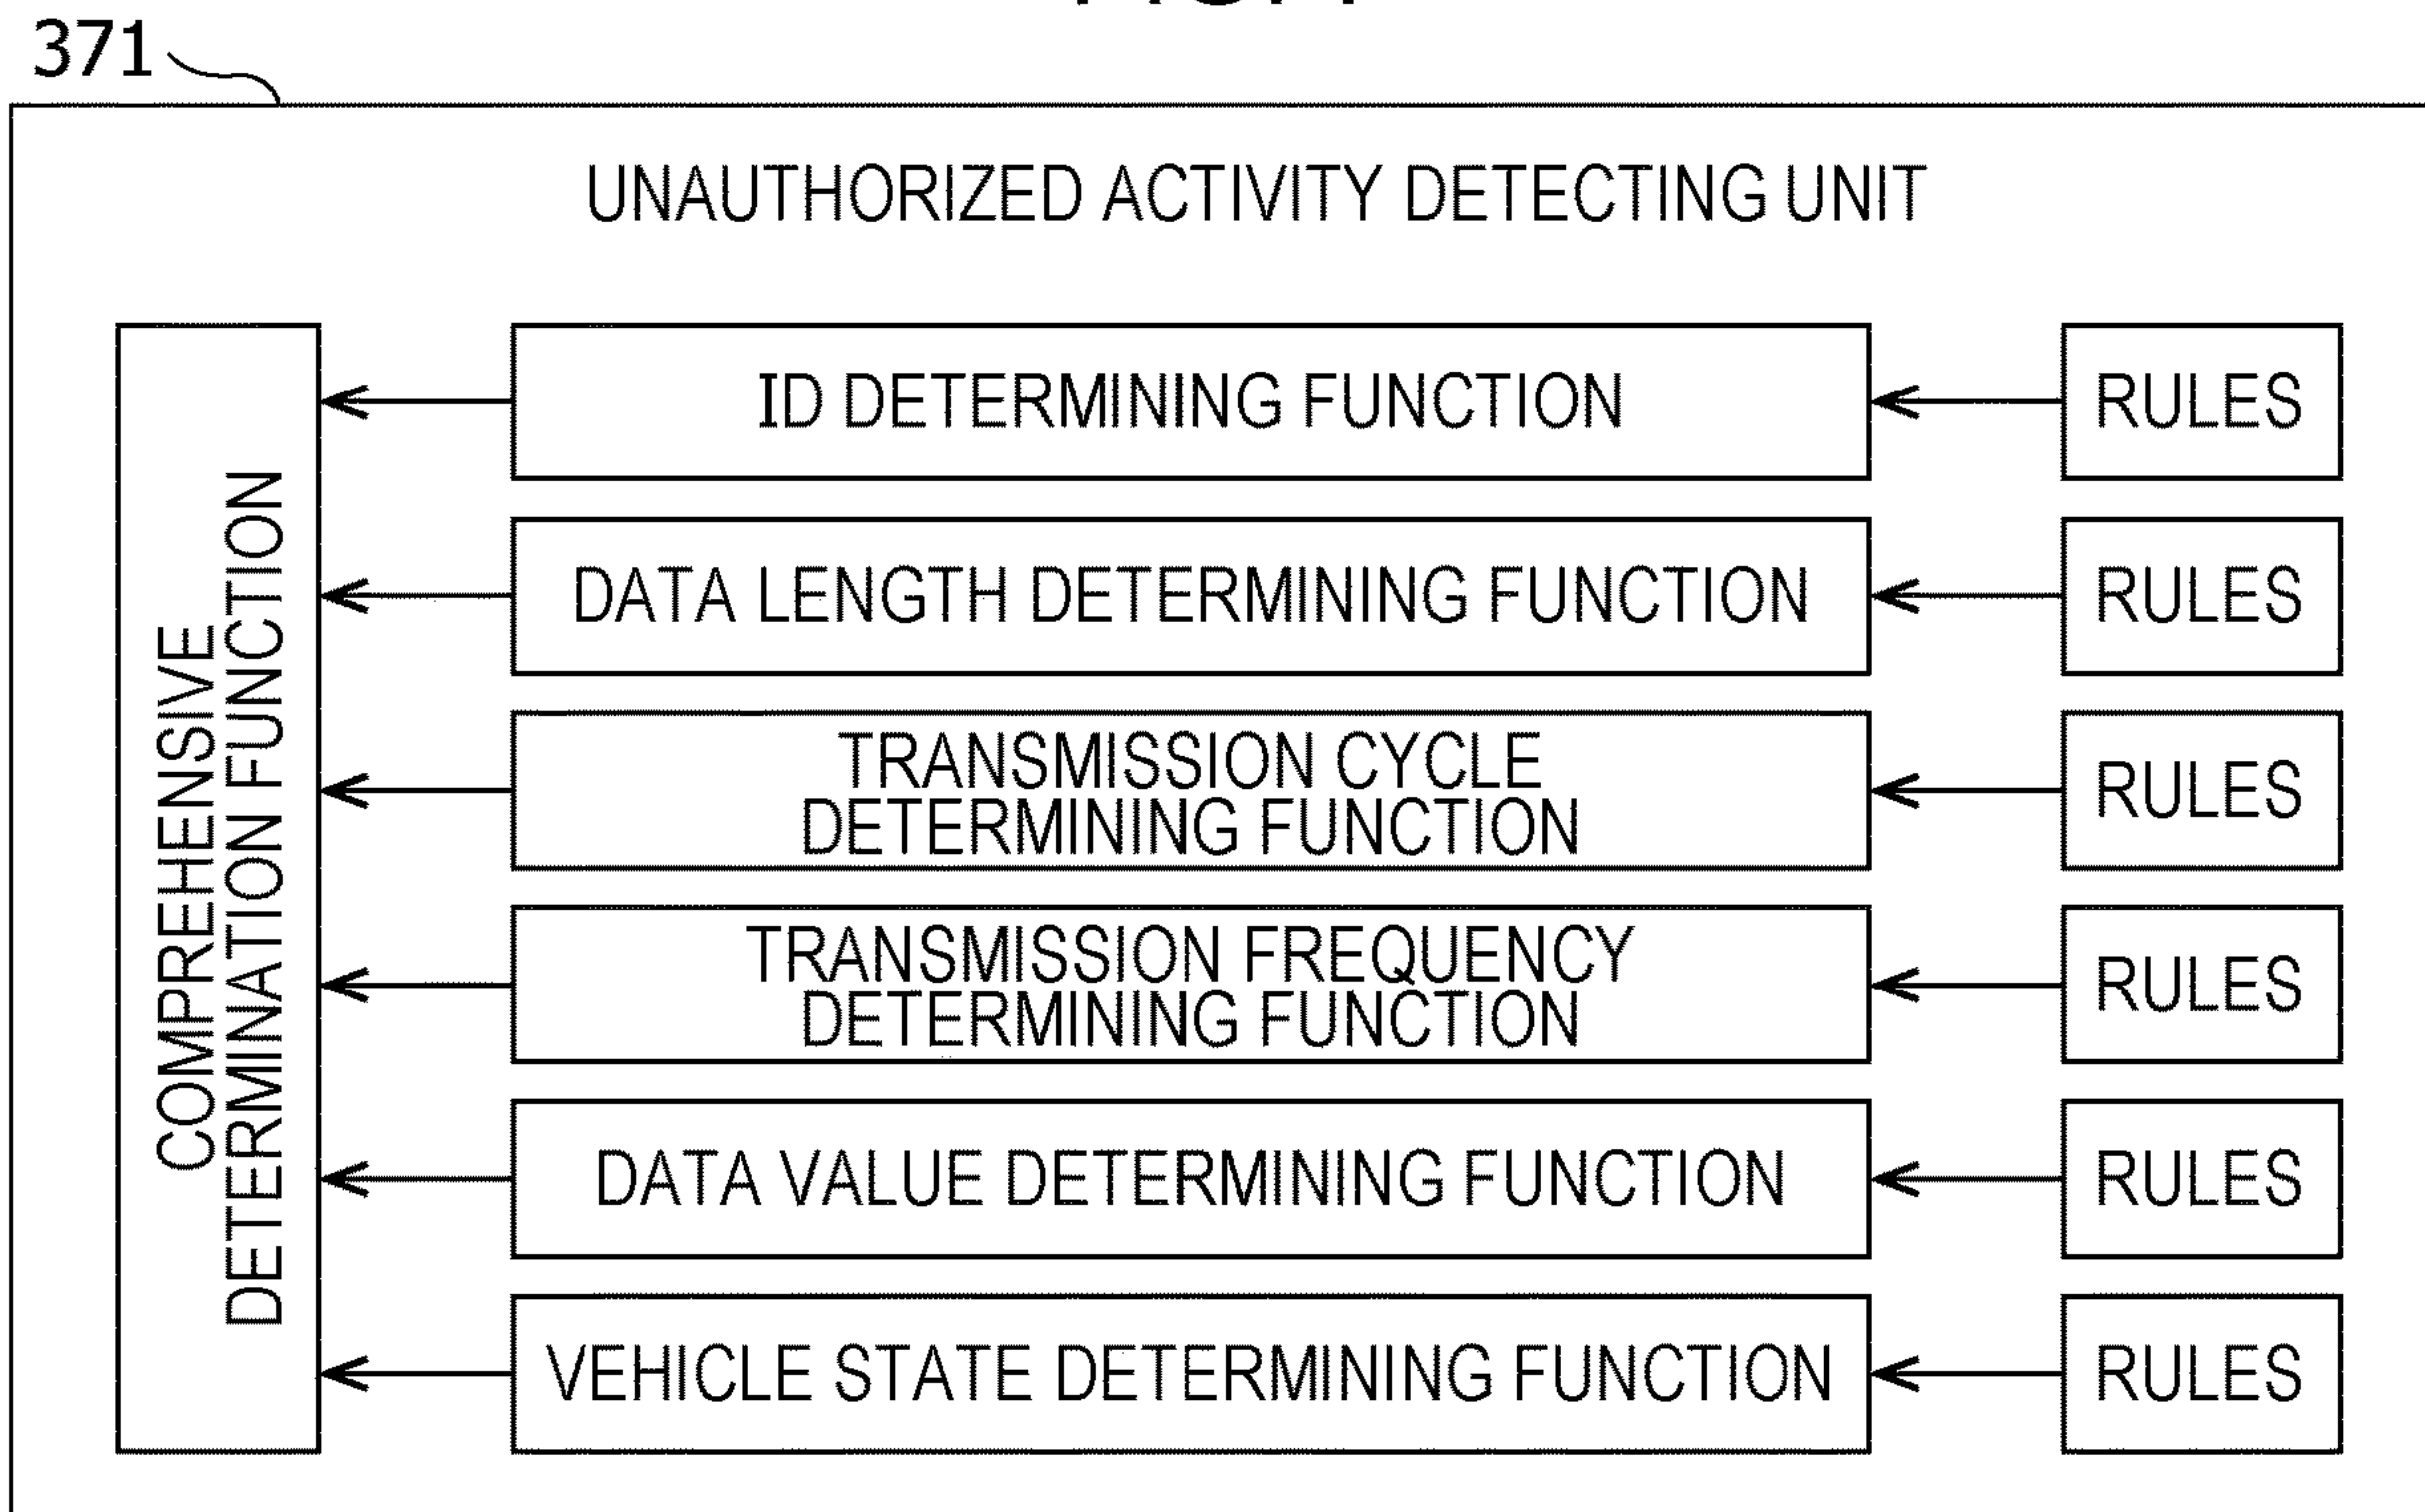 371
UNAUTHORIZED ACTIVITY DETECTING UNIT
COMPREHENSIVE
DETERMINATION FUNCTION
ID DETERMINING FUNCTION
RULES
DATA LENGTH DETERMINING FUNCTION
RULES
TRANSMISSION CYCLE
DETERMINING FUNCTION
RULES
TRANSMISSION FREQUENCY
DETERMINING FUNCTION
RULES
DATA VALUE DETERMINING FUNCTION
RULES
VEHICLE STATE DETERMINING FUNCTION
RULES